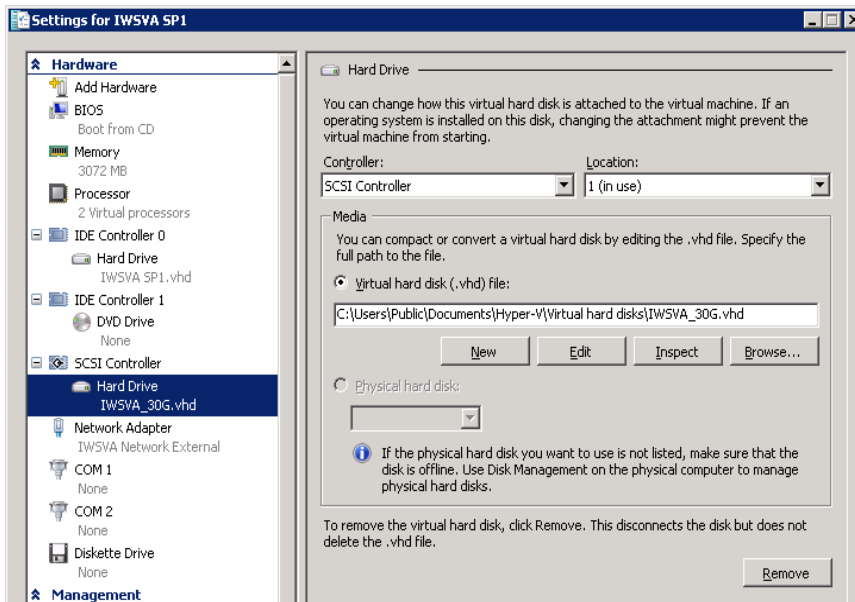 Settings for IWSVA SP1
Hardware
Add Hardware
BIOS
Boot from CD
Memory
3072 MB
Processor
2 Virtual processors
IDE Controller 0
Hard Drive
IWSVA SP1.vhd
IDE Controller 1
DVD Drive
None
SCSI Controller
Hard Drive
IWSVA_30G.vhd
Network Adapter
IWSVA Network External
COM 1
None
COM 2
None
Diskette Drive
None
Management
Hard Drive
You can change how this virtual hard disk is attached to the virtual machine. If an
operating system is installed on this disk, changing the attachment might prevent the
virtual machine from starting.
Controller:
Location:
SCSI Controller
1 (in use)
Media
You can compact or convert a virtual hard disk by editing the .vhd file. Specify the
full path to the file.
Virtual hard disk (.vhd) file:
C:\Users\Public\Documents\Hyper-V\Virtual hard disks\IWSVA_30G.vhd
New
Edit
Inspect
Browse...
Physical hard disk:
If the physical hard disk you want to use is not listed, make sure that the
disk is offline. Use Disk Management on the physical computer to manage
physical hard disks.
To remove the virtual hard disk, click Remove. This disconnects the disk but does not
delete the .vhd file.
Remove